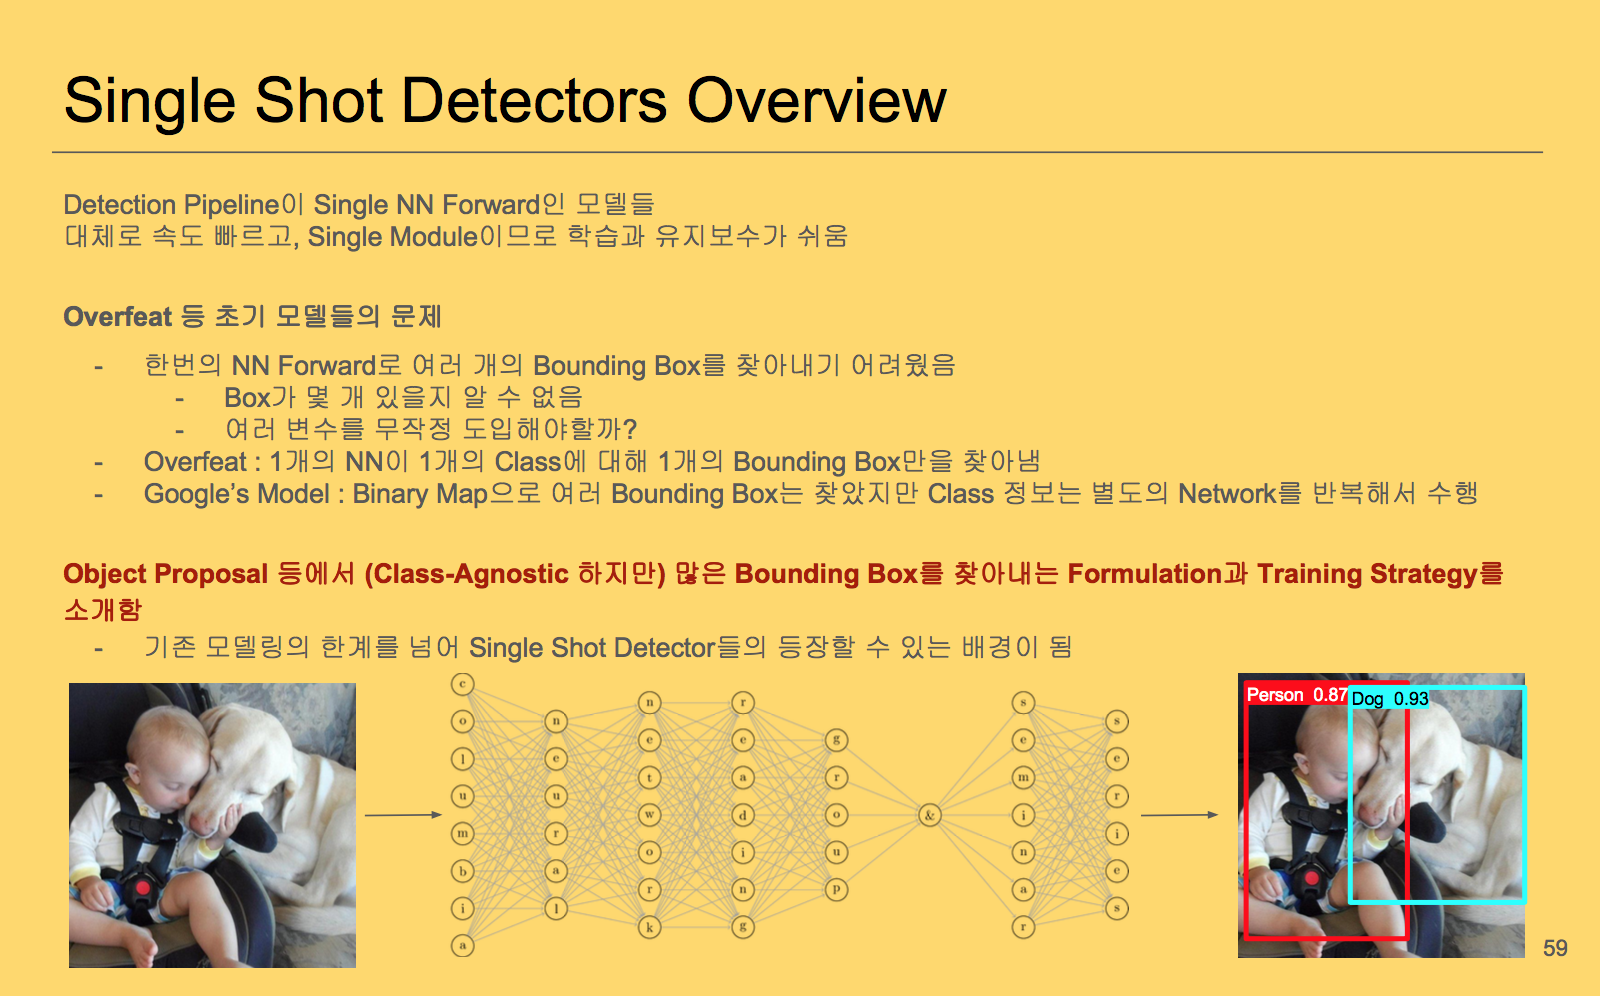 Single Shot Detectors Overview
Detection Pipeline이 Single NN Forward인 모델들
대체로 속도 빠르고, Single Module이므로 학습과 유지보수가 쉬움
Overfeat 등 초기 모델들의 문제
- 한번의 NN Forward로 여러 개의 Bounding Box를 찾아내기 어려웠음
- Box가 몇 개 있을지 알 수 없음
- 여러 변수를 무작정 도입해야할까?
- Overfeat : 1개의 NN이 1개의 Class에 대해 1개의 Bounding Box만을 찾아냄
- Google’s Model : Binary Map으로 여러 Bounding Box는 찾았지만 Class 정보는 별도의 Network를 반복해서 수행
Object Proposal 등에서 (Class-Agnostic 하지만) 많은 Bounding Box를 찾아내는 Formulation과 Training Strategy를
소개함
- 기존 모델링의 한계를 넘어 Single Shot Detector들의 등장할 수 있는 배경이 됨
columbia
neural
network
reading
group
&
seminar
series
Person 0.87
Dog 0.93
59